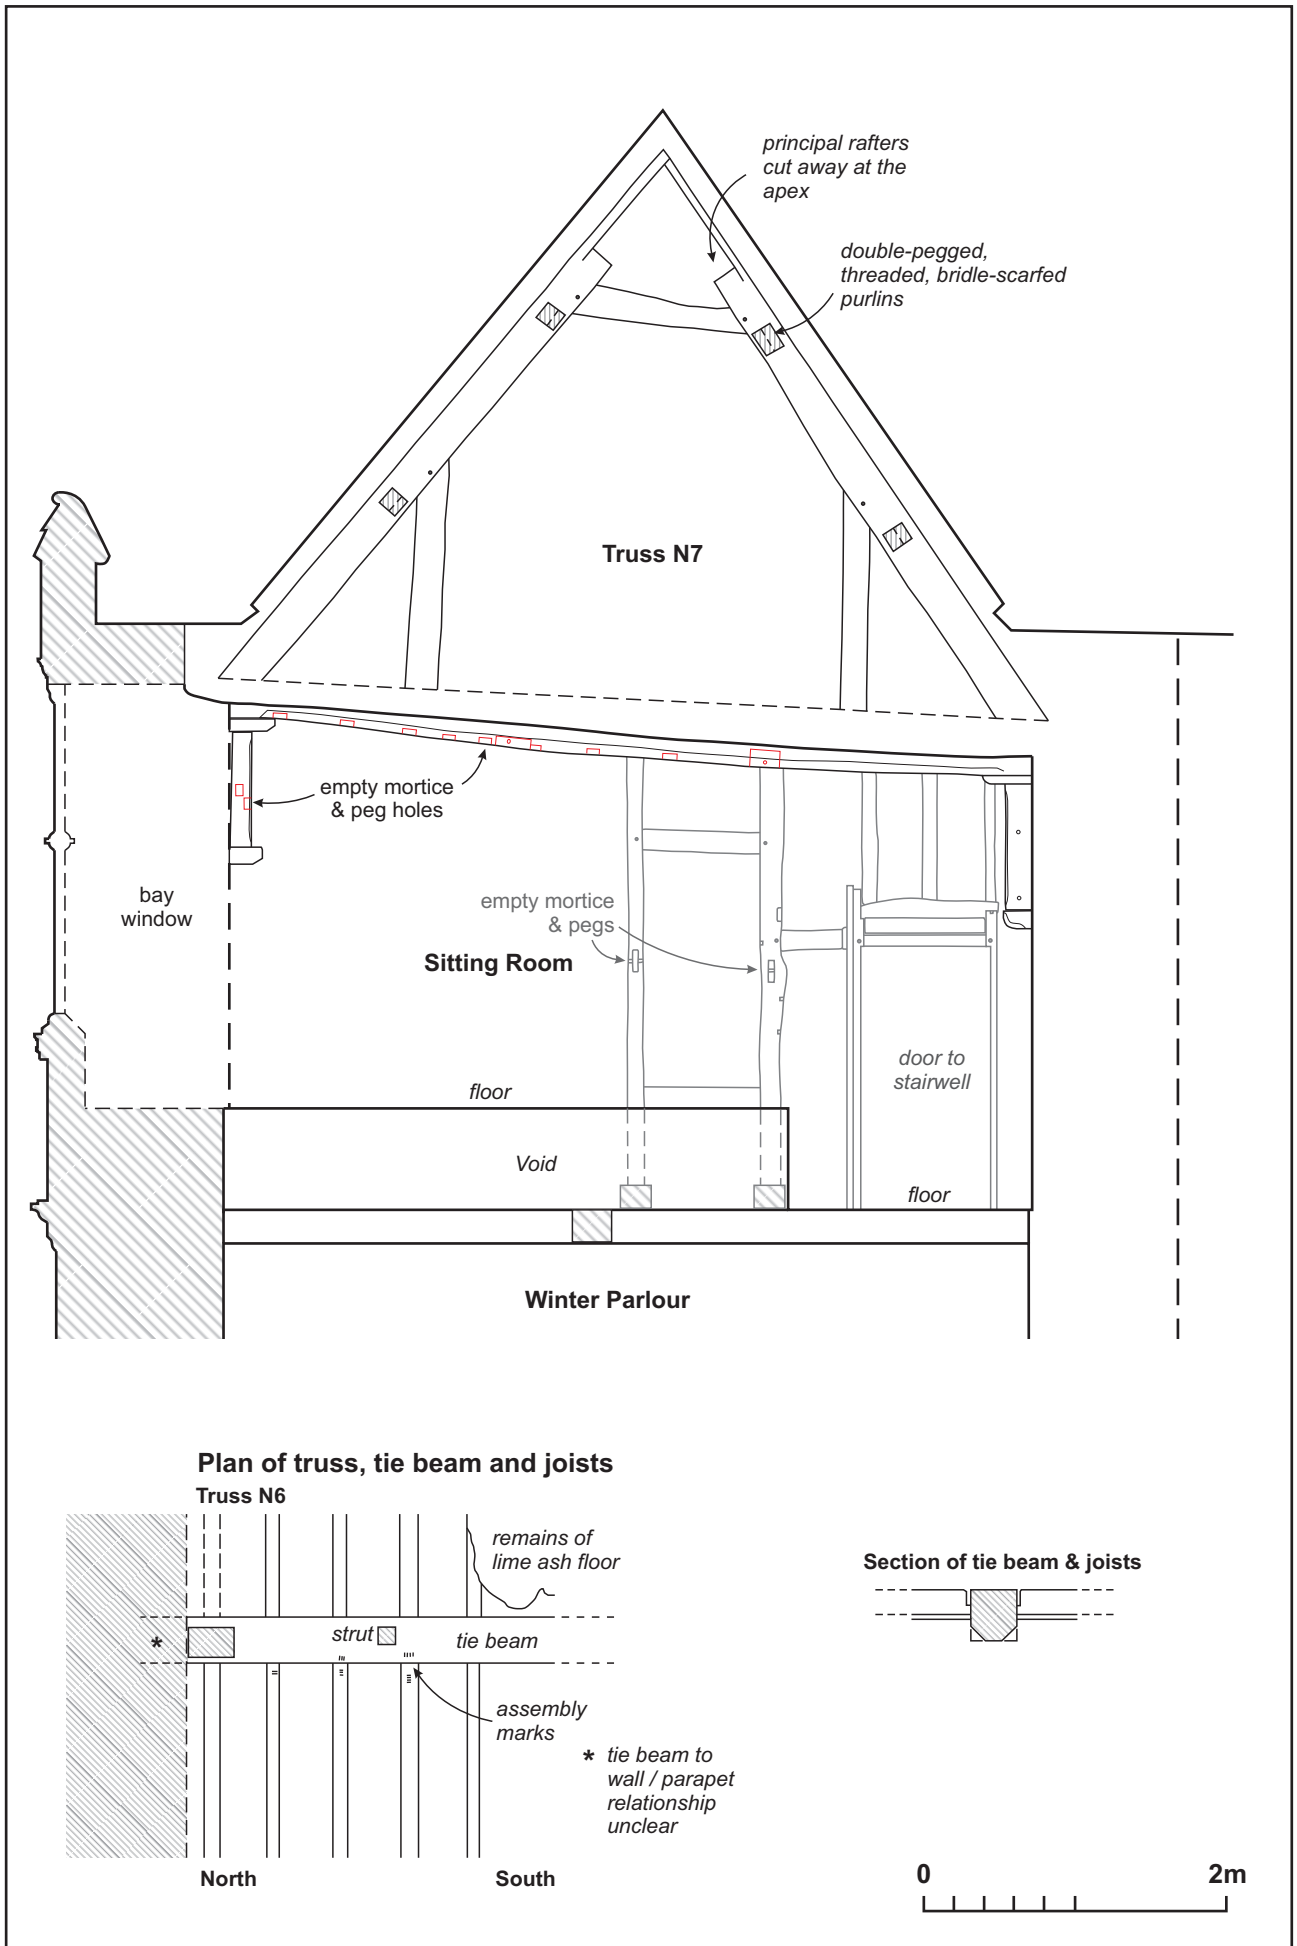 principal rafters
cut away at the
apex
double-pegged,
threaded, bridle-scarfed
purlins
Truss N7
empty mortice
& peg holes
bay
window
empty mortice
& pegs
Sitting Room
door to
stairwell
floor
Void
floor
Winter Parlour
Plan of truss, tie beam and joists
Truss N6
remains of
lime ash floor
Section of tie beam & joists
*
strut
tie beam
assembly
marks
* tie beam to
wall / parapet
relationship
unclear
North
South
0
2m